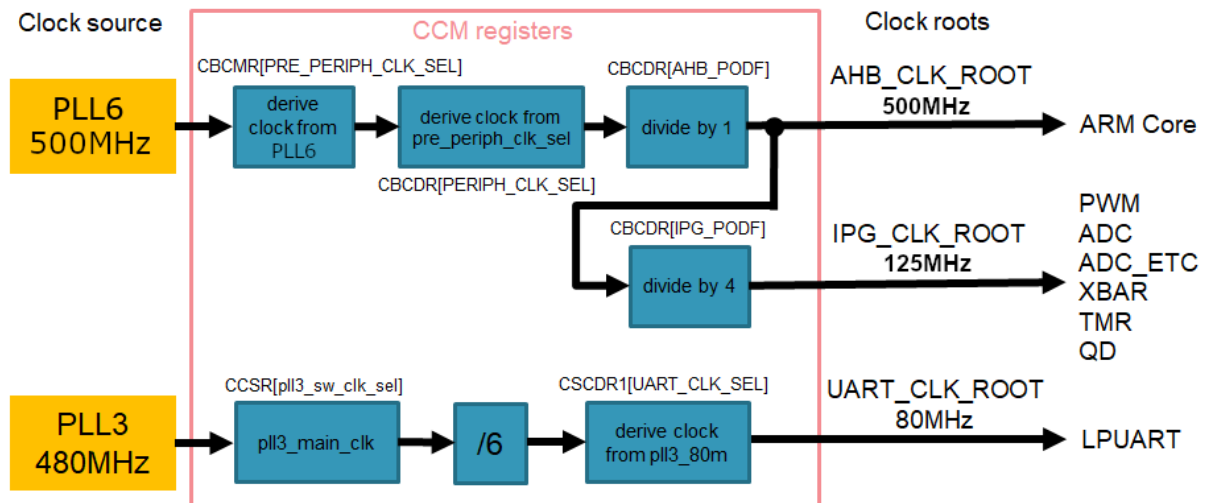 Clock source
CCM registers
Clock roots
CBCMR[PRE_PERIPH_CLK_SEL]
CBCDR[AHB_PODF]
AHB_CLK_ROOT
500MHz
PLL6
500MHz
derive
clock from
PLL6
derive clock from
pre_periph_clk_sel
divide by 1
ARM Core
CBCDR[PERIPH_CLK_SEL]
CBCDR[IPG_PODF]
IPG_CLK_ROOT
125MHz
divide by 4
PWM
ADC
ADC_ETC
XBAR
TMR
QD
CCSR[pll3_sw_clk_sel]
CSCDR1[UART_CLK_SEL]
UART_CLK_ROOT
80MHz
PLL3
480MHz
pll3_main_clk
/6
derive clock
from pll3_80m
LPUART